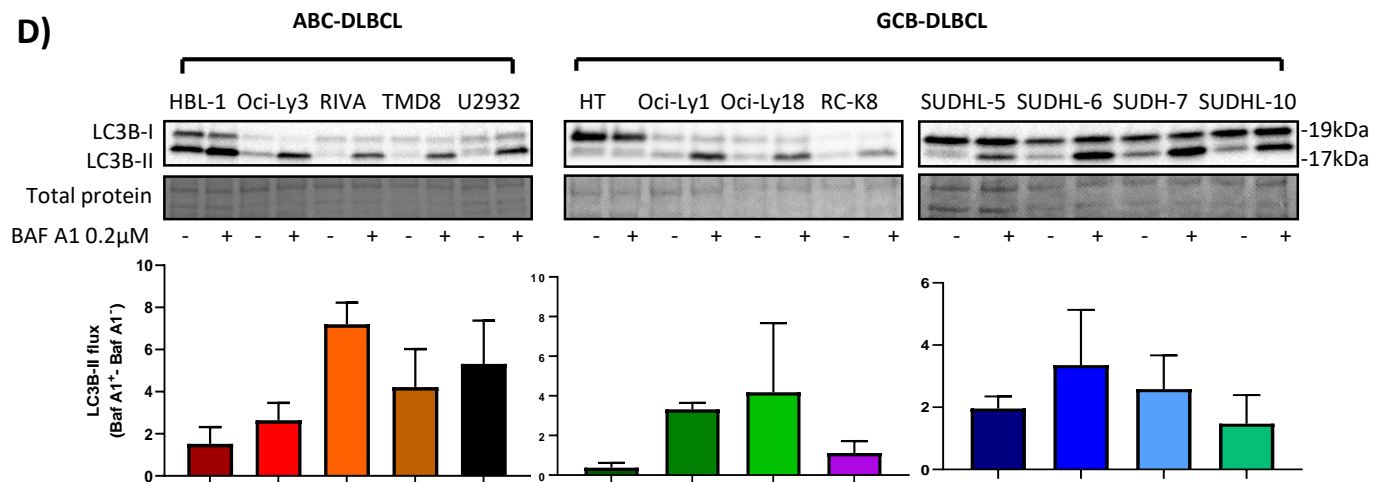 D)
ABC-DLBCL
GCB-DLBCL
HBL-1 Oci-Ly3 RIVA TMD8 U2932
HT Oci-Ly1 Oci-Ly18 RC-K8
SUDHL-5 SUDHL-6 SUDH-7 SUDHL-10
LC3B-I
LC3B-II
-19kDa
-17kDa
Total protein
BAF A1 0.2µM
- + - + - + - + - +
- + - + - + - +
- + - + - + - +
LC3B-II flux
(Baf A1⁺- Baf A1⁻)
10
8
6
4
2
0
10
8
6
4
2
0
6
4
2
0